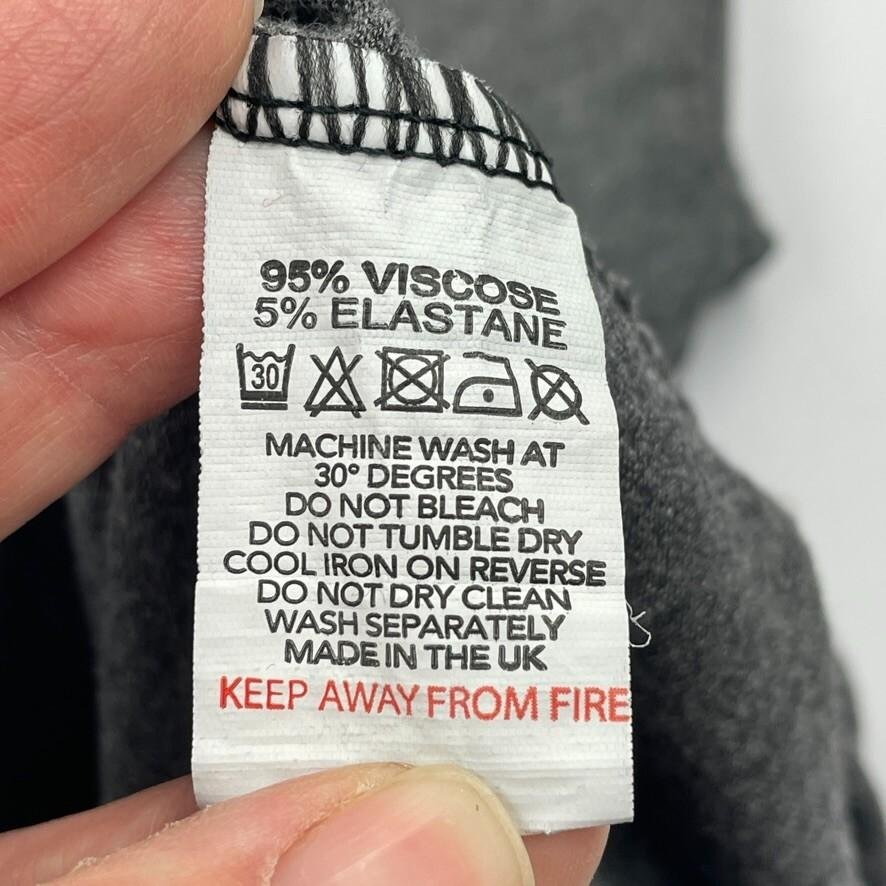 95% VISCOSE
5% ELASTANE
30
MACHINE WASH AT
30° DEGREES
DO NOT BLEACH
DO NOT TUMBLE DRY
COOL IRON ON REVERSE
DO NOT DRY CLEAN
WASH SEPARATELY
MADE IN THE UK
KEEP AWAY FROM FIRE